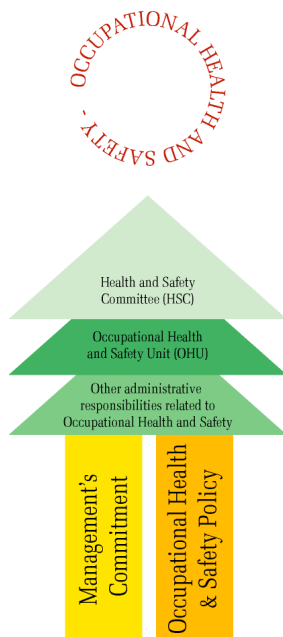 OCCUPATIONAL HEALTH AND SAFETY -
Health and Safety
Committee (HSC)
Occupational Health
and Safety Unit (OHU)
Other administrative
responsibilities related to
Occupational Health and Safety
Management's
Commitment
Occupational Health
& Safety Policy